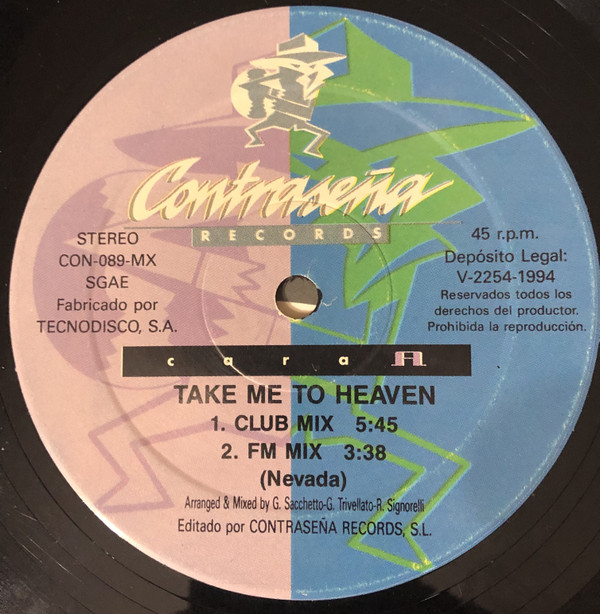 Contraseña
RECORDS
STEREO
CON-089-MX
SGAE
Fabricado por
TECNODISCO, S.A.
45 r.p.m.
Depósito Legal:
V-2254-1994
Reservados todos los
derechos del productor.
Prohibida la reproducción.
cara A
TAKE ME TO HEAVEN
1. CLUB MIX 5:45
2. FM MIX 3:38
(Nevada)
Arranged & Mixed by G. Sacchetto-G. Trivellato-R. Signorelli
Editado por CONTRASEÑA RECORDS, S.L.